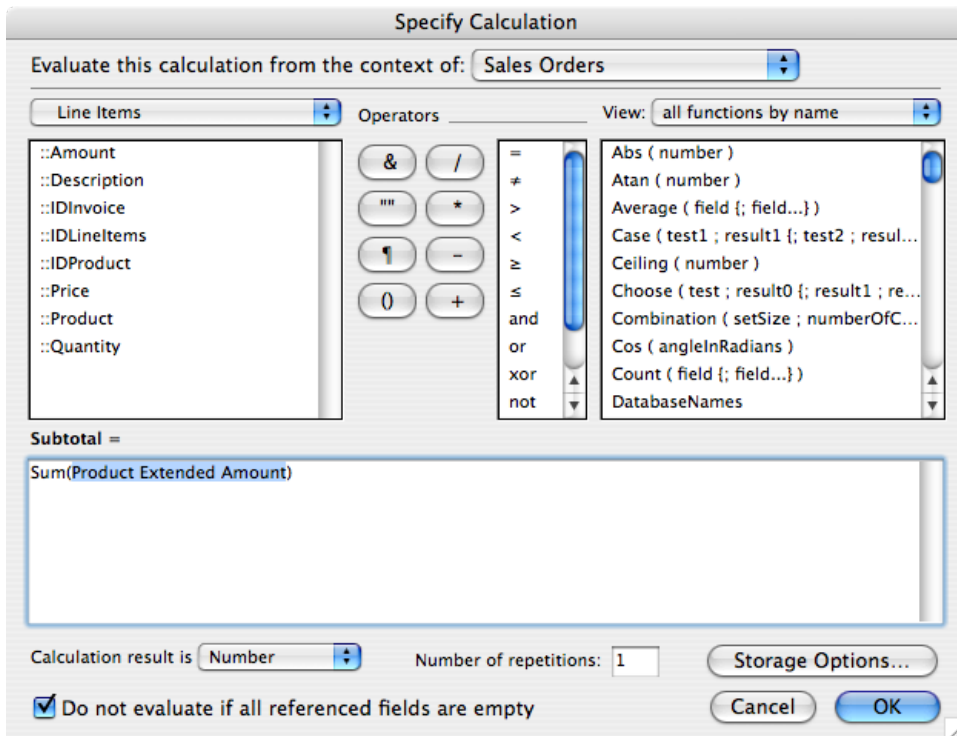 Specify Calculation
Evaluate this calculation from the context of: Sales Orders
Line Items
Operators
View: all functions by name
::Amount
::Description
::IDInvoice
::IDLineItems
::IDProduct
::Price
::Product
::Quantity
& /
"" *
¶ -
() +
=
≠
>
<
≥
≤
and
or
xor
not
Abs ( number )
Atan ( number )
Average ( field {; field...} )
Case ( test1 ; result1 {; test2 ; resul...
Ceiling ( number )
Choose ( test ; result0 {; result1 ; re...
Combination ( setSize ; numberOfC...
Cos ( angleInRadians )
Count ( field {; field...} )
DatabaseNames
Subtotal =
Sum(Product Extended Amount)
Calculation result is Number
Number of repetitions: 1
Storage Options...
Do not evaluate if all referenced fields are empty
Cancel
OK